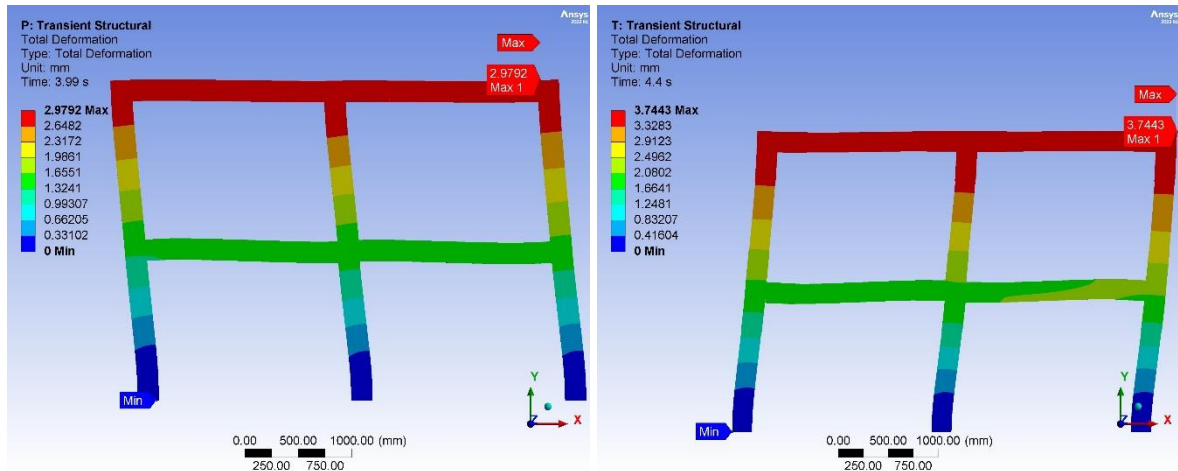 P: Transient Structural
Total Deformation
Type: Total Deformation
Unit: mm
Time: 3.99 s
2.9792 Max
2.6482
2.3172
1.9861
1.6551
1.3241
0.99307
0.66205
0.33102
0 Min
Ansys
Max
2.9792
Max 1
Min
0.00
500.00
1000.00 (mm)
250.00
750.00
Y
Z
X
T: Transient Structural
Total Deformation
Type: Total Deformation
Unit: mm
Time: 4.4 s
3.7443 Max
3.3283
2.9123
2.4962
2.0802
1.6641
1.2481
0.83207
0.41604
0 Min
Ansys
Max
3.7443
Max 1
Min
0.00
500.00
1000.00 (mm)
250.00
750.00
Y
Z
X